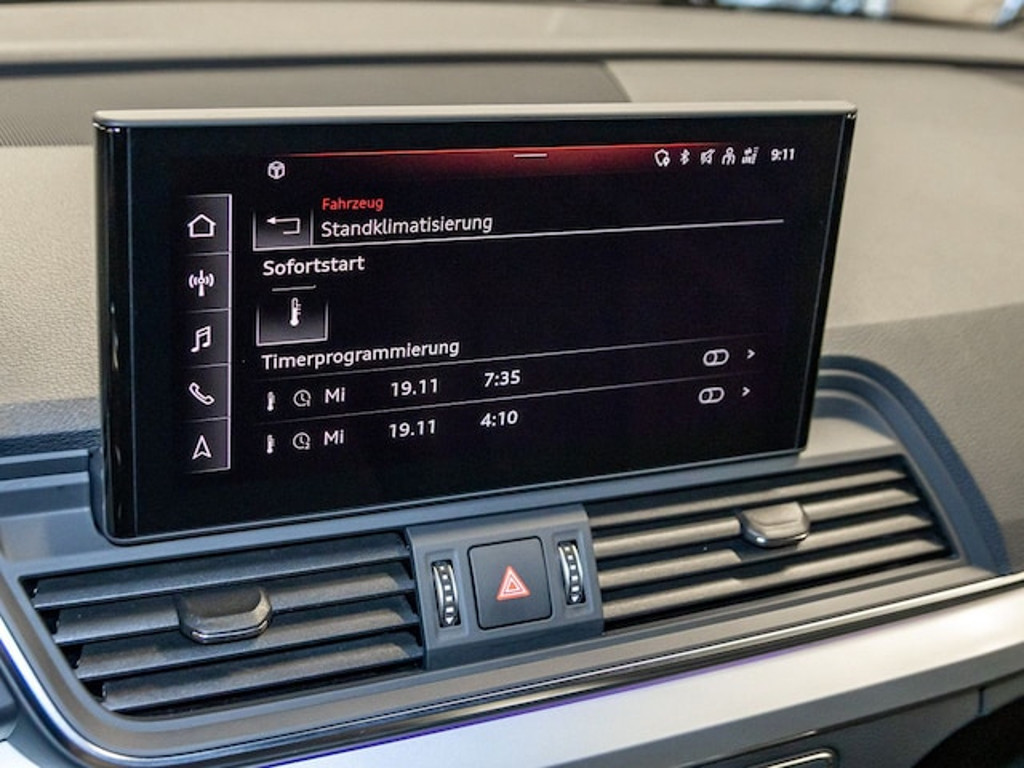 9:11
Fahrzeug
Standklimatisierung
Sofortstart
Timerprogrammierung
Mi 19.11 7:35
Mi 19.11 4:10